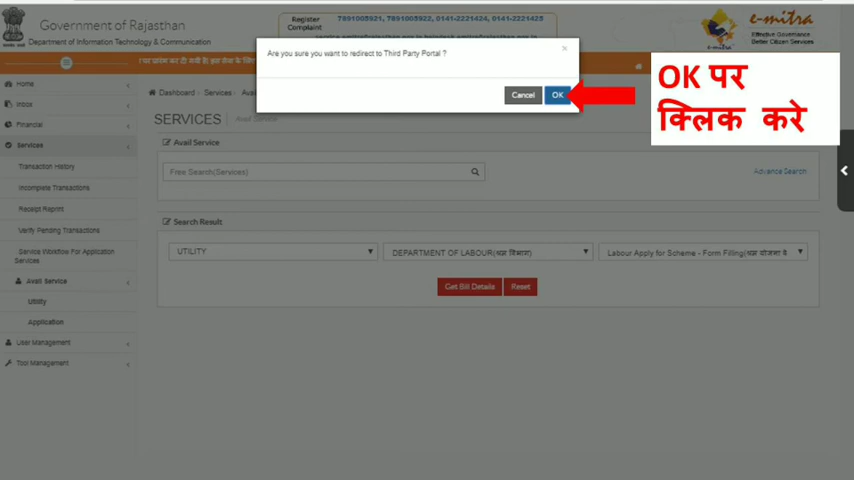 Government of Rajasthan
Department of Information Technology & Community
Register Complaint
7891005921, 7891005922, 0141-2221424, 0141-2221425
e-mitra
e-mitra
Effective Governance
Better Citizen Services
Are you sure you want to redirect to Third Party Portal ?
×
Cancel
OK
OK पर
क्लिक करे
Home
Inbox
Financial
Services
Transaction History
Incomplete Transactions
Receipt Reprint
Verify Pending Transactions
Service Workflow For Application
Services
Avail Service
Utility
Application
User Management
Tool Management
Dashboard
Services
SERVICES
Avail Service
Avail Service
Free Search(Services)
Advance Search
Search Result
UTILITY
DEPARTMENT OF LABOUR(श्रम विभाग)
Labour Apply for Scheme - Form Filling(श्रम योजना
Get Bill Details
Reset